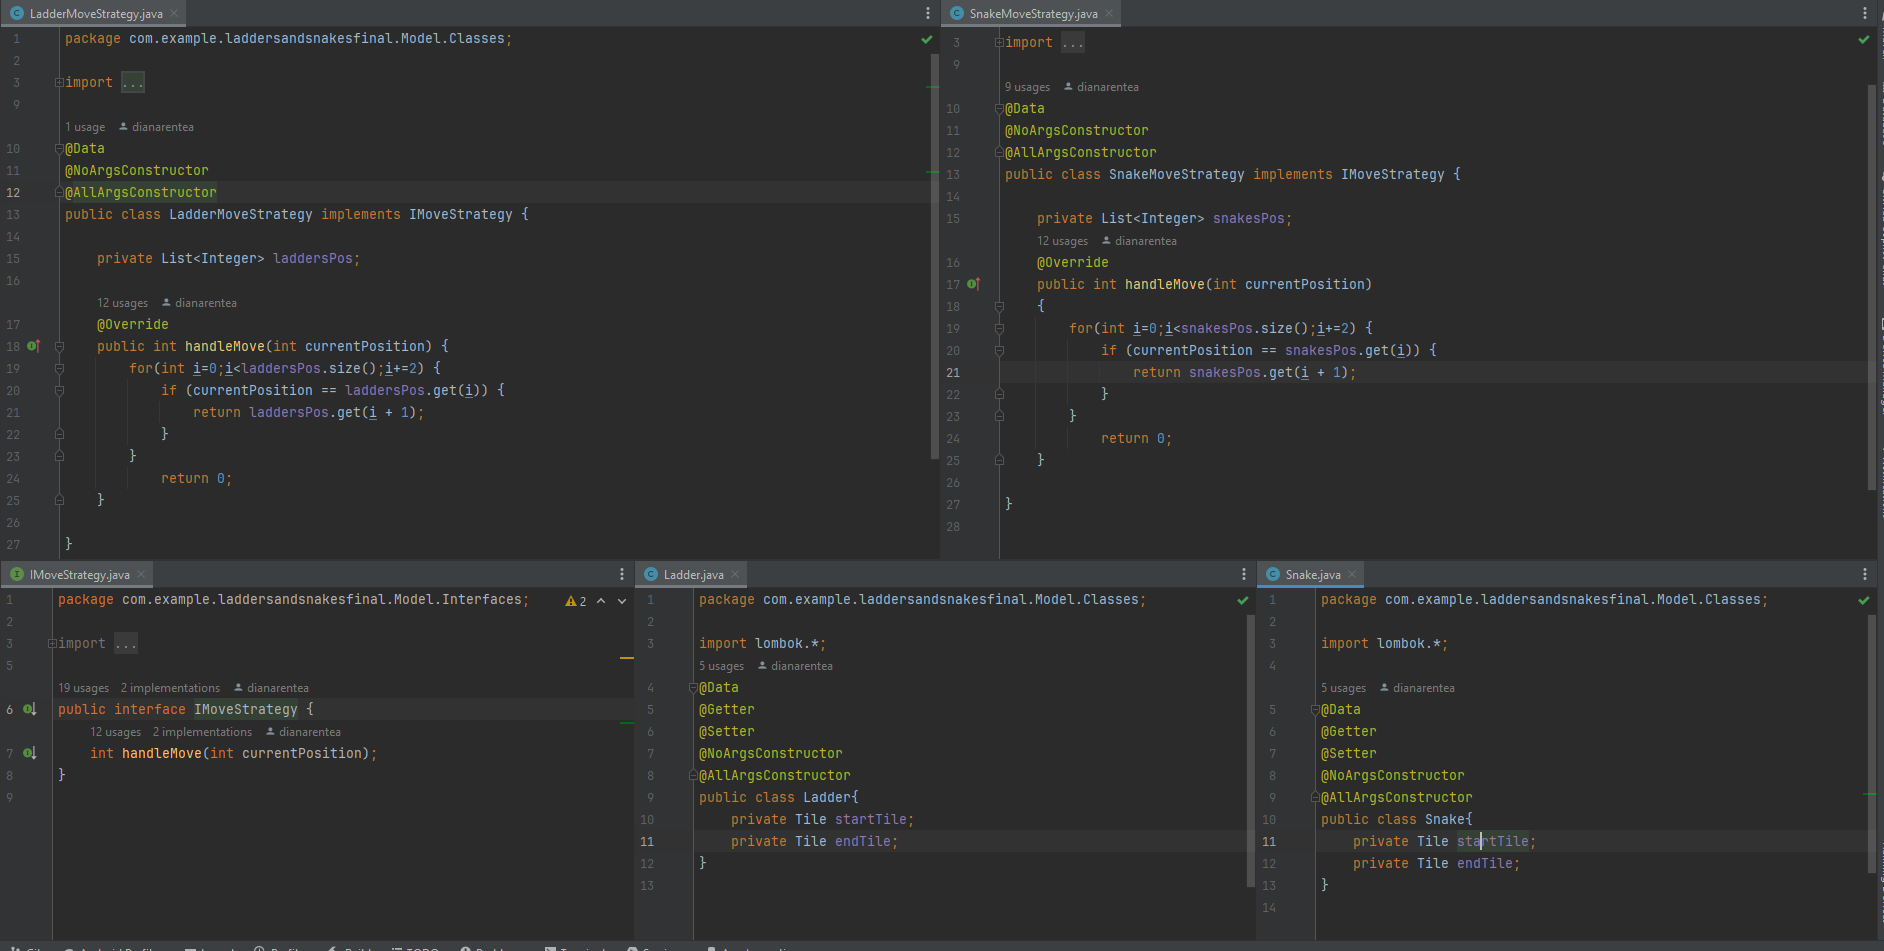 LadderMoveStrategy.java
1 package com.example.laddersandsnakesfinal.Model.Classes;
2
3 import ...
9
1 usage dianarentea
10 @Data
11 @NoArgsConstructor
12 @AllArgsConstructor
13 public class LadderMoveStrategy implements IMoveStrategy {
14
15 private List<Integer> laddersPos;
16
12 usages dianarentea
17 @Override
18 public int handleMove(int currentPosition) {
19 for(int i=0;i<laddersPos.size();i+=2) {
20 if (currentPosition == laddersPos.get(i)) {
21 return laddersPos.get(i + 1);
22 }
23 }
24 return 0;
25 }
26
27 }
SnakeMoveStrategy.java
3 import ...
9
9 usages dianarentea
10 @Data
11 @NoArgsConstructor
12 @AllArgsConstructor
13 public class SnakeMoveStrategy implements IMoveStrategy {
14
15 private List<Integer> snakesPos;
12 usages dianarentea
16 @Override
17 public int handleMove(int currentPosition)
18 {
19 for(int i=0;i<snakesPos.size();i+=2) {
20 if (currentPosition == snakesPos.get(i)) {
21 return snakesPos.get(i + 1);
22 }
23 }
24 return 0;
25 }
26
27 }
28
IMoveStrategy.java
1 package com.example.laddersandsnakesfinal.Model.Interfaces; 2
2
3 import ...
5
19 usages 2 implementations dianarentea
6 public interface IMoveStrategy {
12 usages 2 implementations dianarentea
7 int handleMove(int currentPosition);
8 }
9
Ladder.java
1 package com.example.laddersandsnakesfinal.Model.Classes;
2
3 import lombok.*;
5 usages dianarentea
4 @Data
5 @Getter
6 @Setter
7 @NoArgsConstructor
8 @AllArgsConstructor
9 public class Ladder{
10 private Tile startTile;
11 private Tile endTile;
12 }
13
Snake.java
1 package com.example.laddersandsnakesfinal.Model.Classes;
2
3 import lombok.*;
4
5 usages dianarentea
5 @Data
6 @Getter
7 @Setter
8 @NoArgsConstructor
9 @AllArgsConstructor
10 public class Snake{
11 private Tile startTile;
12 private Tile endTile;
13 }
14